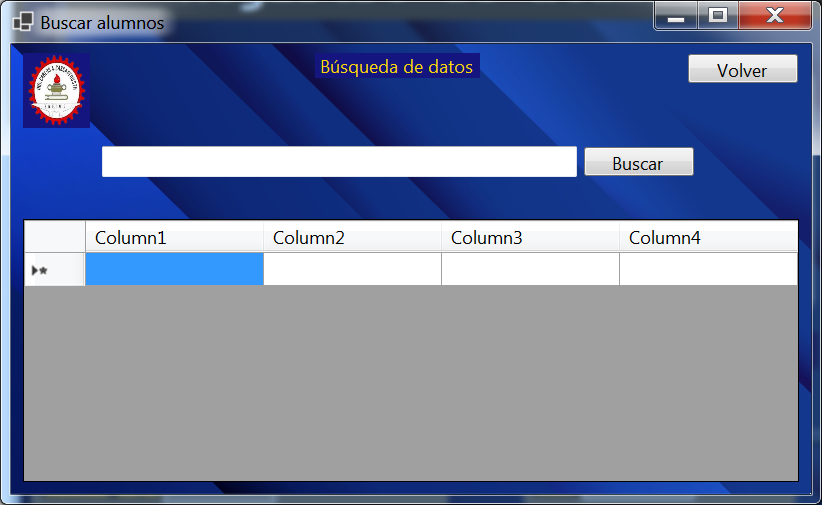 Buscar alumnos
Búsqueda de datos
Volver
Buscar
Column1 Column2 Column3 Column4